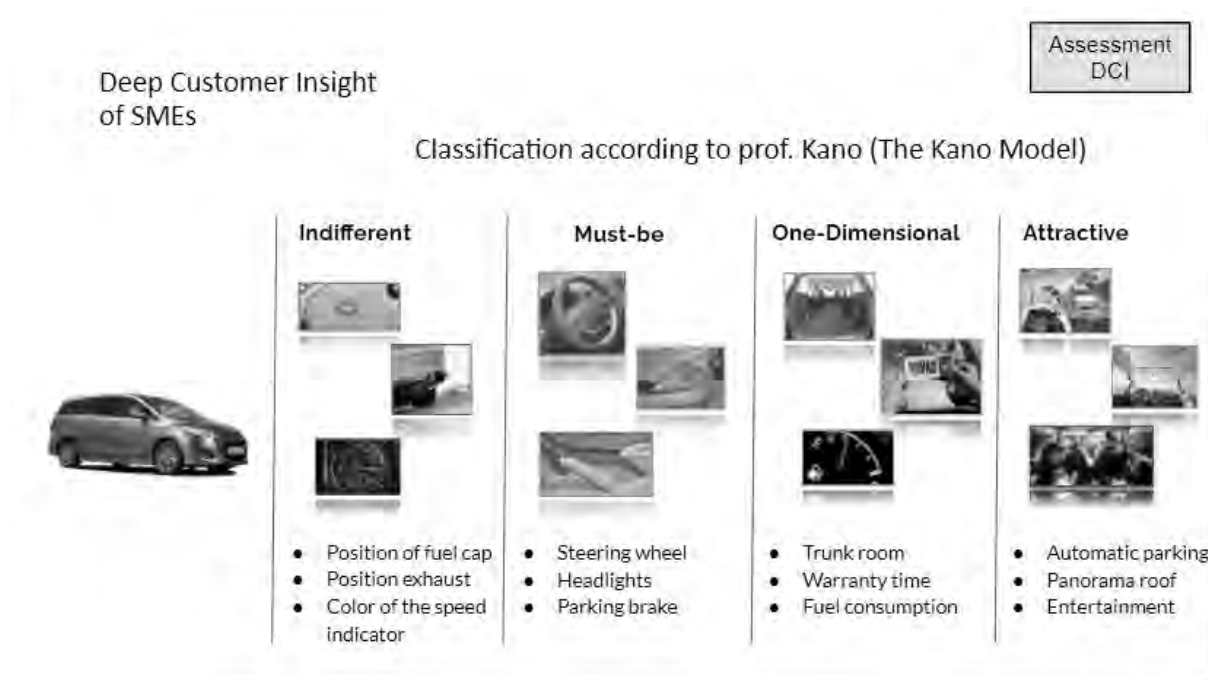 Assessment
DCI
Deep Customer Insight
of SMEs
Classification according to prof. Kano (The Kano Model)
Indifferent
Must-be
One-Dimensional
Attractive
● Position of fuel cap
● Position exhaust
● Color of the speed
indicator
● Steering wheel
● Headlights
● Parking brake
● Trunk room
● Warranty time
● Fuel consumption
● Automatic parking
● Panorama roof
● Entertainment